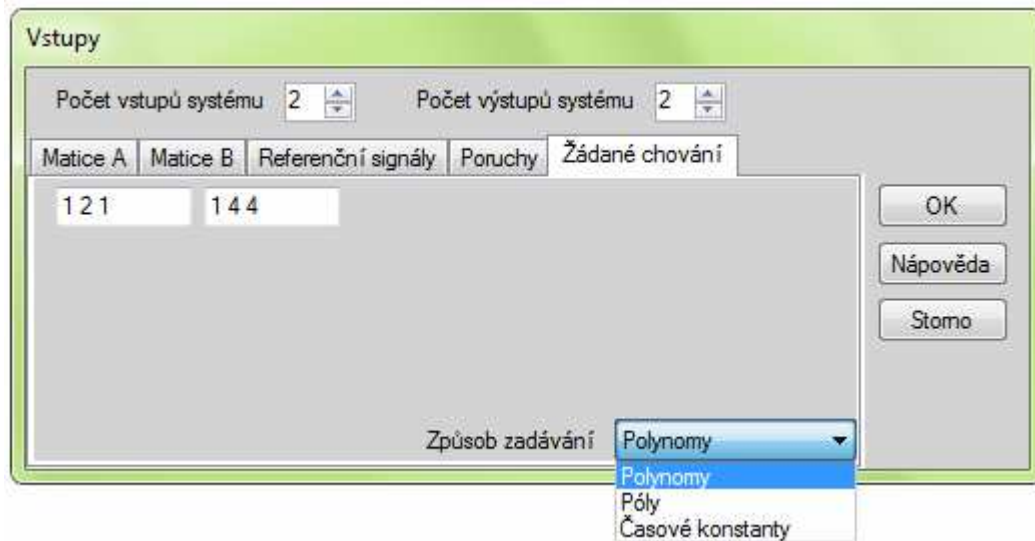 Vstupy
Počet vstupů systému 2 Počet výstupů systému 2
Matice A Matice B Referenční signály Poruchy Žádané chování
1 2 1 1 4 4
OK
Nápověda
Storno
Způsob zadávání Polynomy
Polynomy
Póly
Časové konstanty